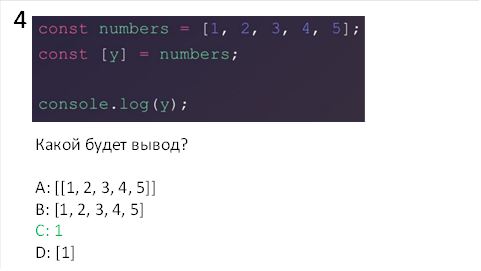 4
const numbers = [1, 2, 3, 4, 5];
const [y] = numbers;
console.log(y);
Какой будет вывод?
A: [[1, 2, 3, 4, 5]]
B: [1, 2, 3, 4, 5]
C: 1
D: [1]